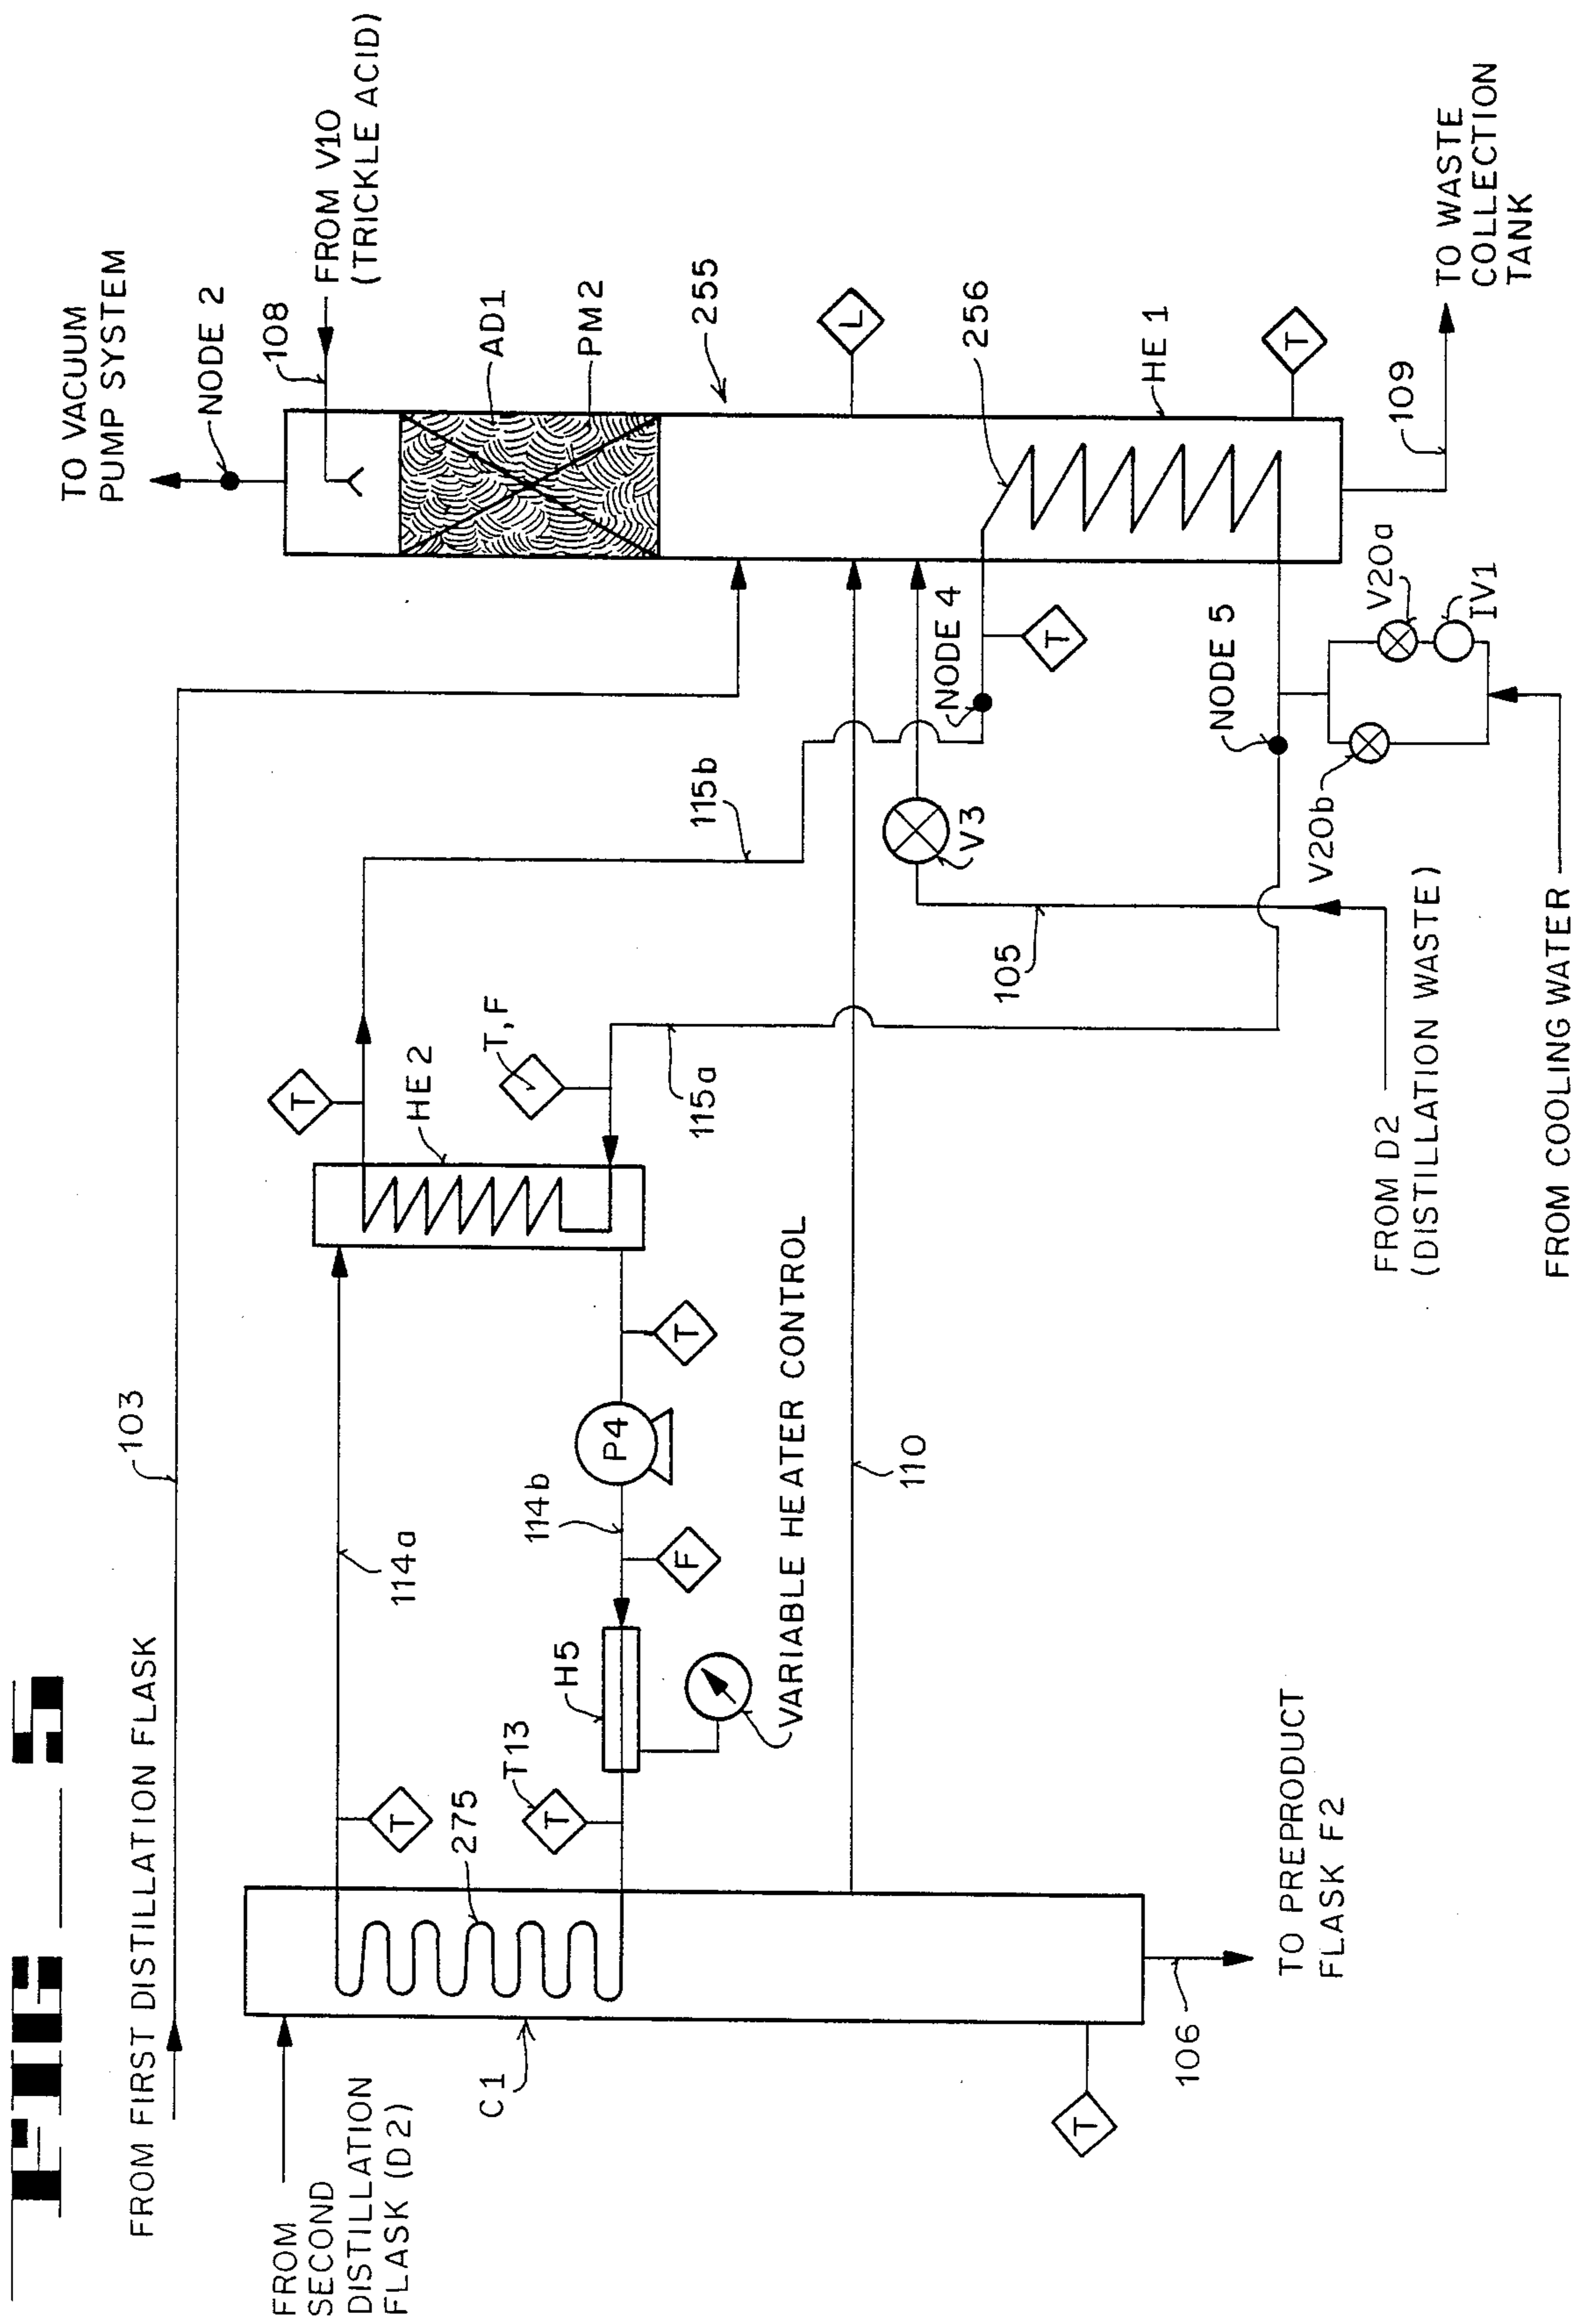 FIG 5
FROM FIRST DISTILLATION FLASK
103
TO VACUUM
PUMP SYSTEM
NODE 2
108
FROM V10
(TRICKLE ACID)
AD1
PM2
255
L
256
HE 1
T
109
TO WASTE
COLLECTION
TANK
FROM
SECOND
DISTILLATION
FLASK (D2)
C1
275
T
T13
T
114a
H5
F
114b
P4
T
VARIABLE HEATER CONTROL
HE 2
T
T,F
115a
115b
110
NODE 4
T
V3
105
NODE 5
V20a
IV1
V20b
FROM D2
(DISTILLATION WASTE)
FROM COOLING WATER
T
106
TO PREPRODUCT
FLASK F2